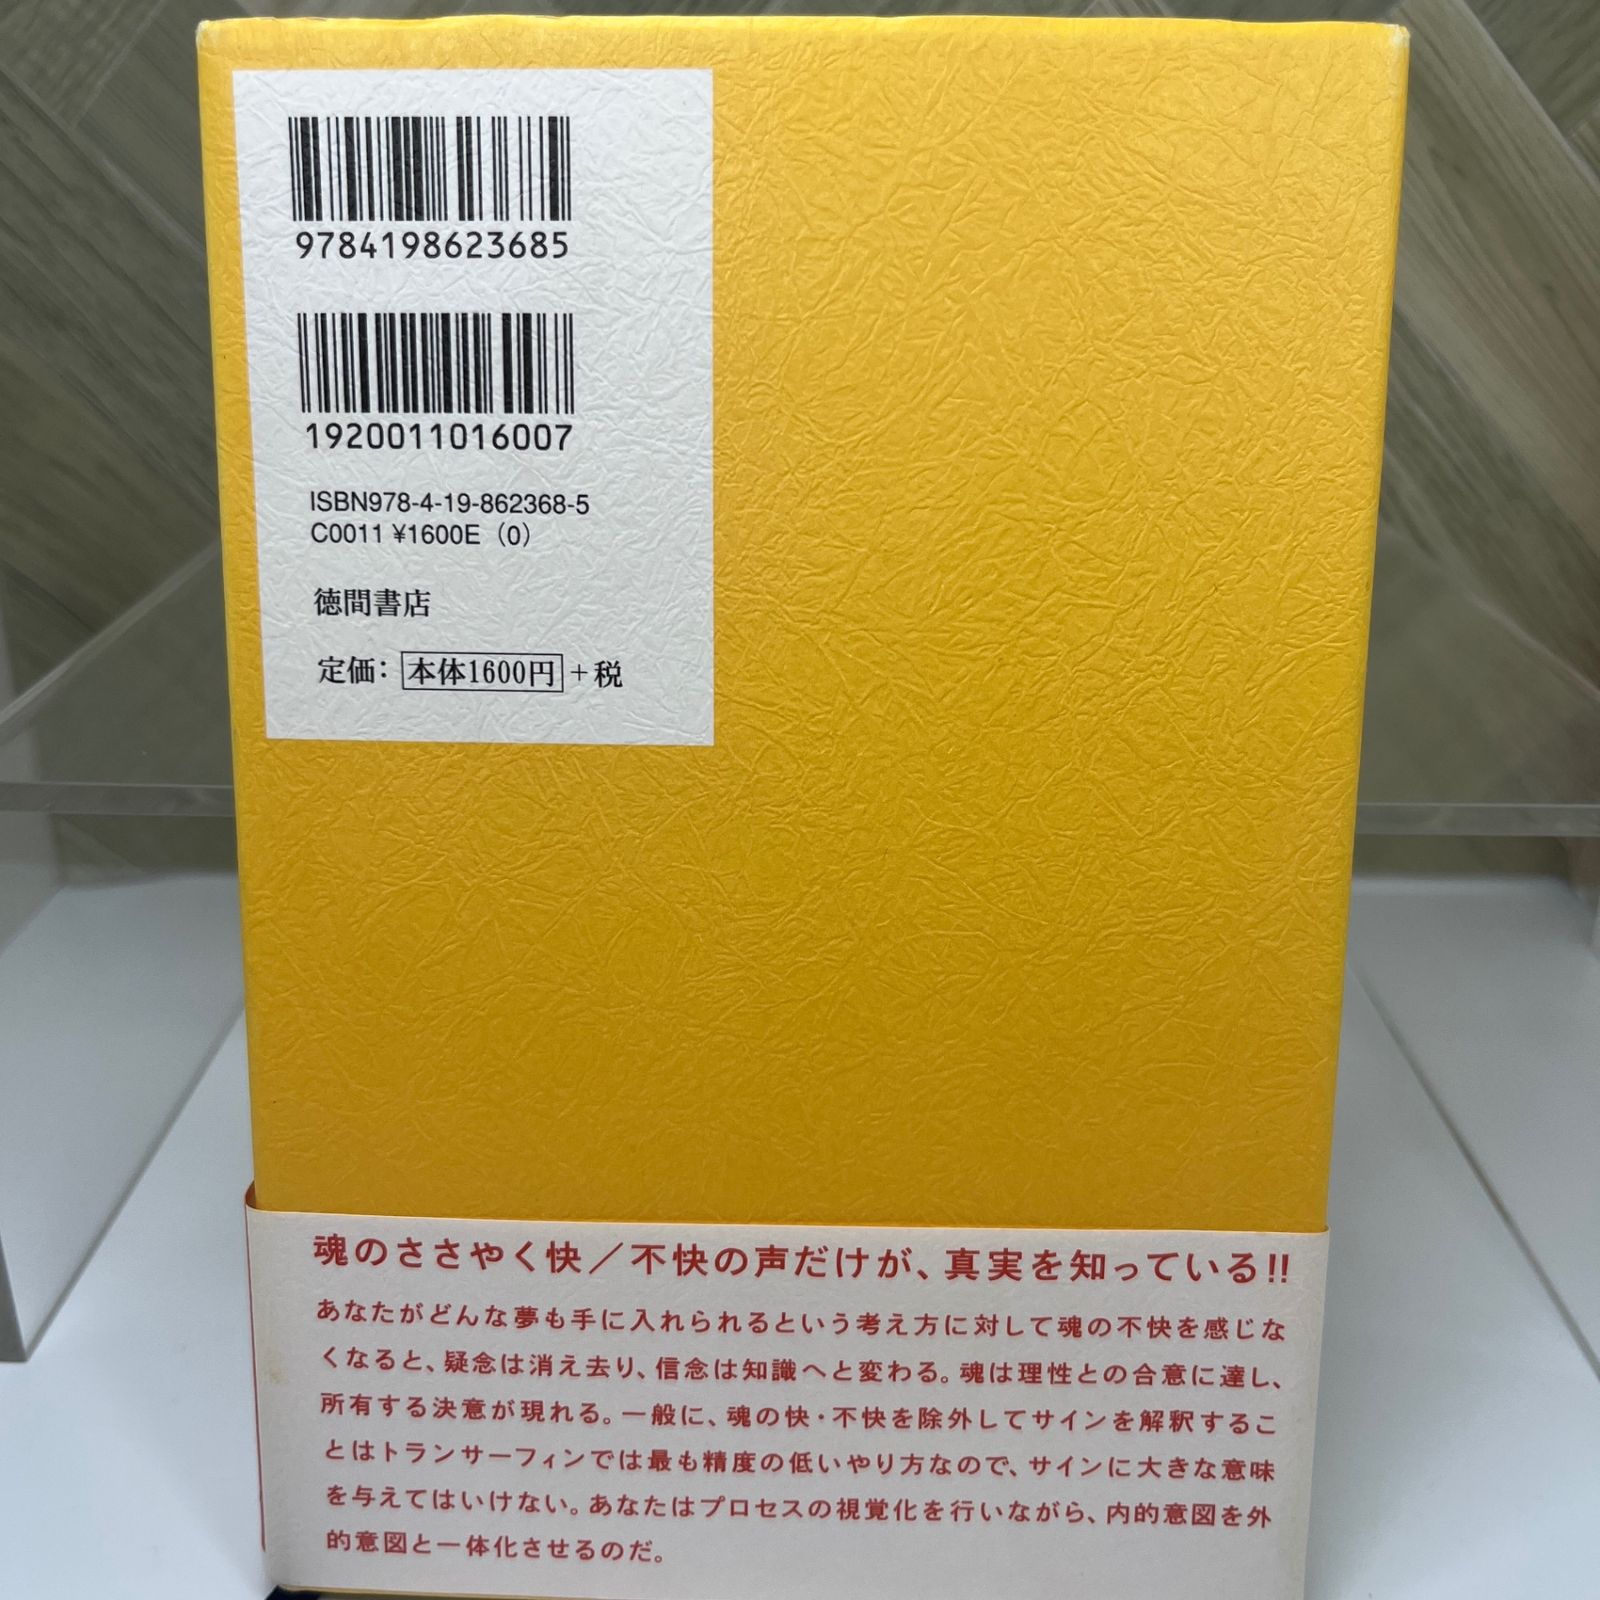 9784198623685
1920011016007
ISBN978-4-19-862368-5
C0011 ¥1600E（0）
徳間書店
定価：本体1600円＋税
魂のささやく快／不快の声だけが、真実を知っている!!
あなたがどんな夢も手に入れられるという考え方に対して魂の不快を感じな
くなると、疑念は消え去り、信念は知識へと変わる。魂は理性との合意に達し、
所有する決意が現れる。一般に、魂の快・不快を除外してサインを解釈するこ
とはトランサーフィンでは最も精度の低いやり方なので、サインに大きな意味
を与えてはいけない。あなたはプロセスの視覚化を行いながら、内的意図を外
的意図と一体化させるのだ。